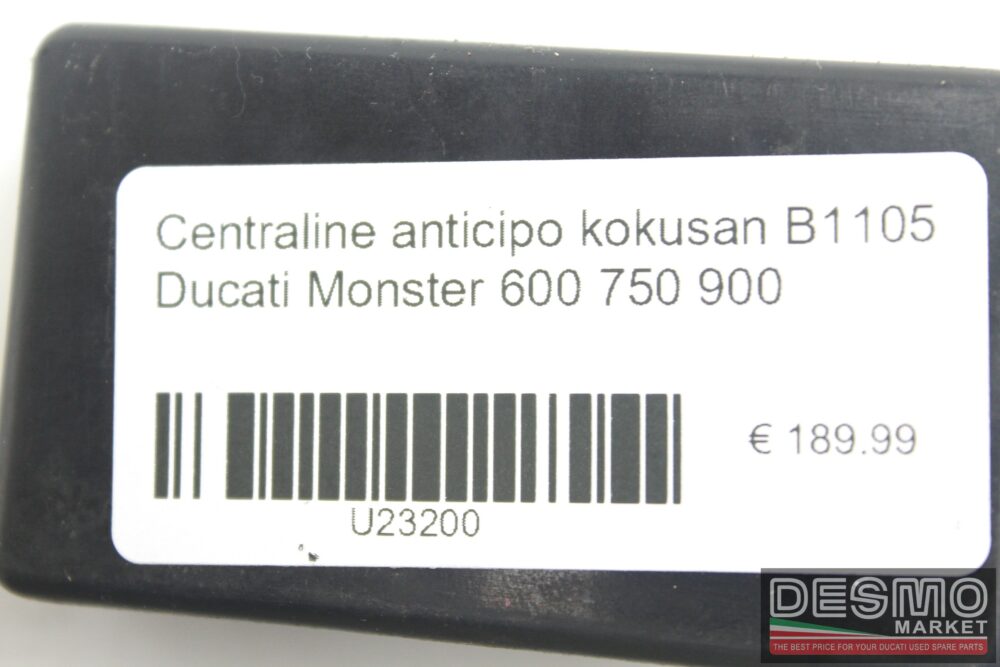 Centraline anticipo kokusan B1105
Ducati Monster 600 750 900
€ 189.99
U23200
DESMO
MARKET
THE BEST PRICE FOR YOUR DUCATI USED SPARE PARTS